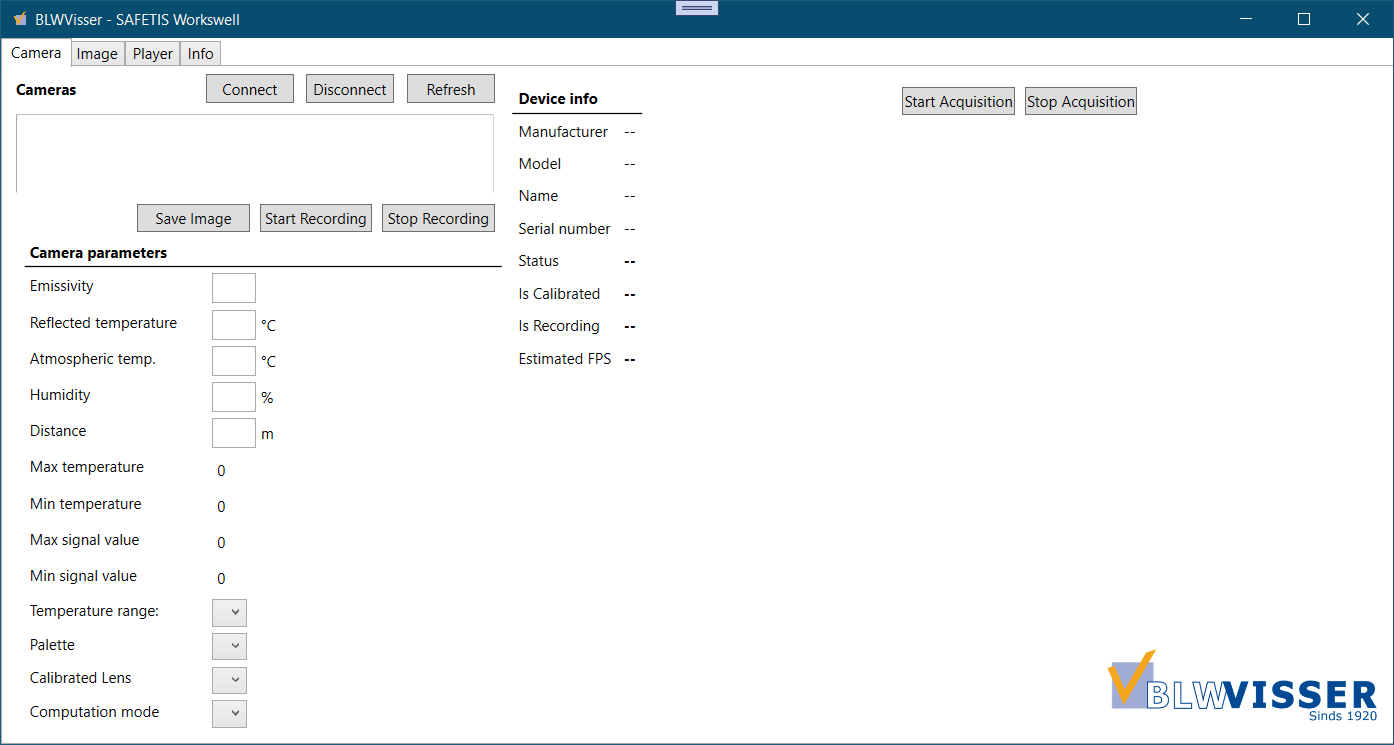 BLWVisser - SAFETIS Workswell
Camera Image Player Info
Cameras
Connect Disconnect Refresh
Save Image Start Recording Stop Recording
Camera parameters
Emissivity
Reflected temperature °C
Atmospheric temp. °C
Humidity %
Distance m
Max temperature 0
Min temperature 0
Max signal value 0
Min signal value 0
Temperature range:
Palette
Calibrated Lens
Computation mode
Device info
Manufacturer --
Model --
Name --
Serial number --
Status --
Is Calibrated --
Is Recording --
Estimated FPS --
Start Acquisition Stop Acquisition
BLWVISSER
Sinds 1920